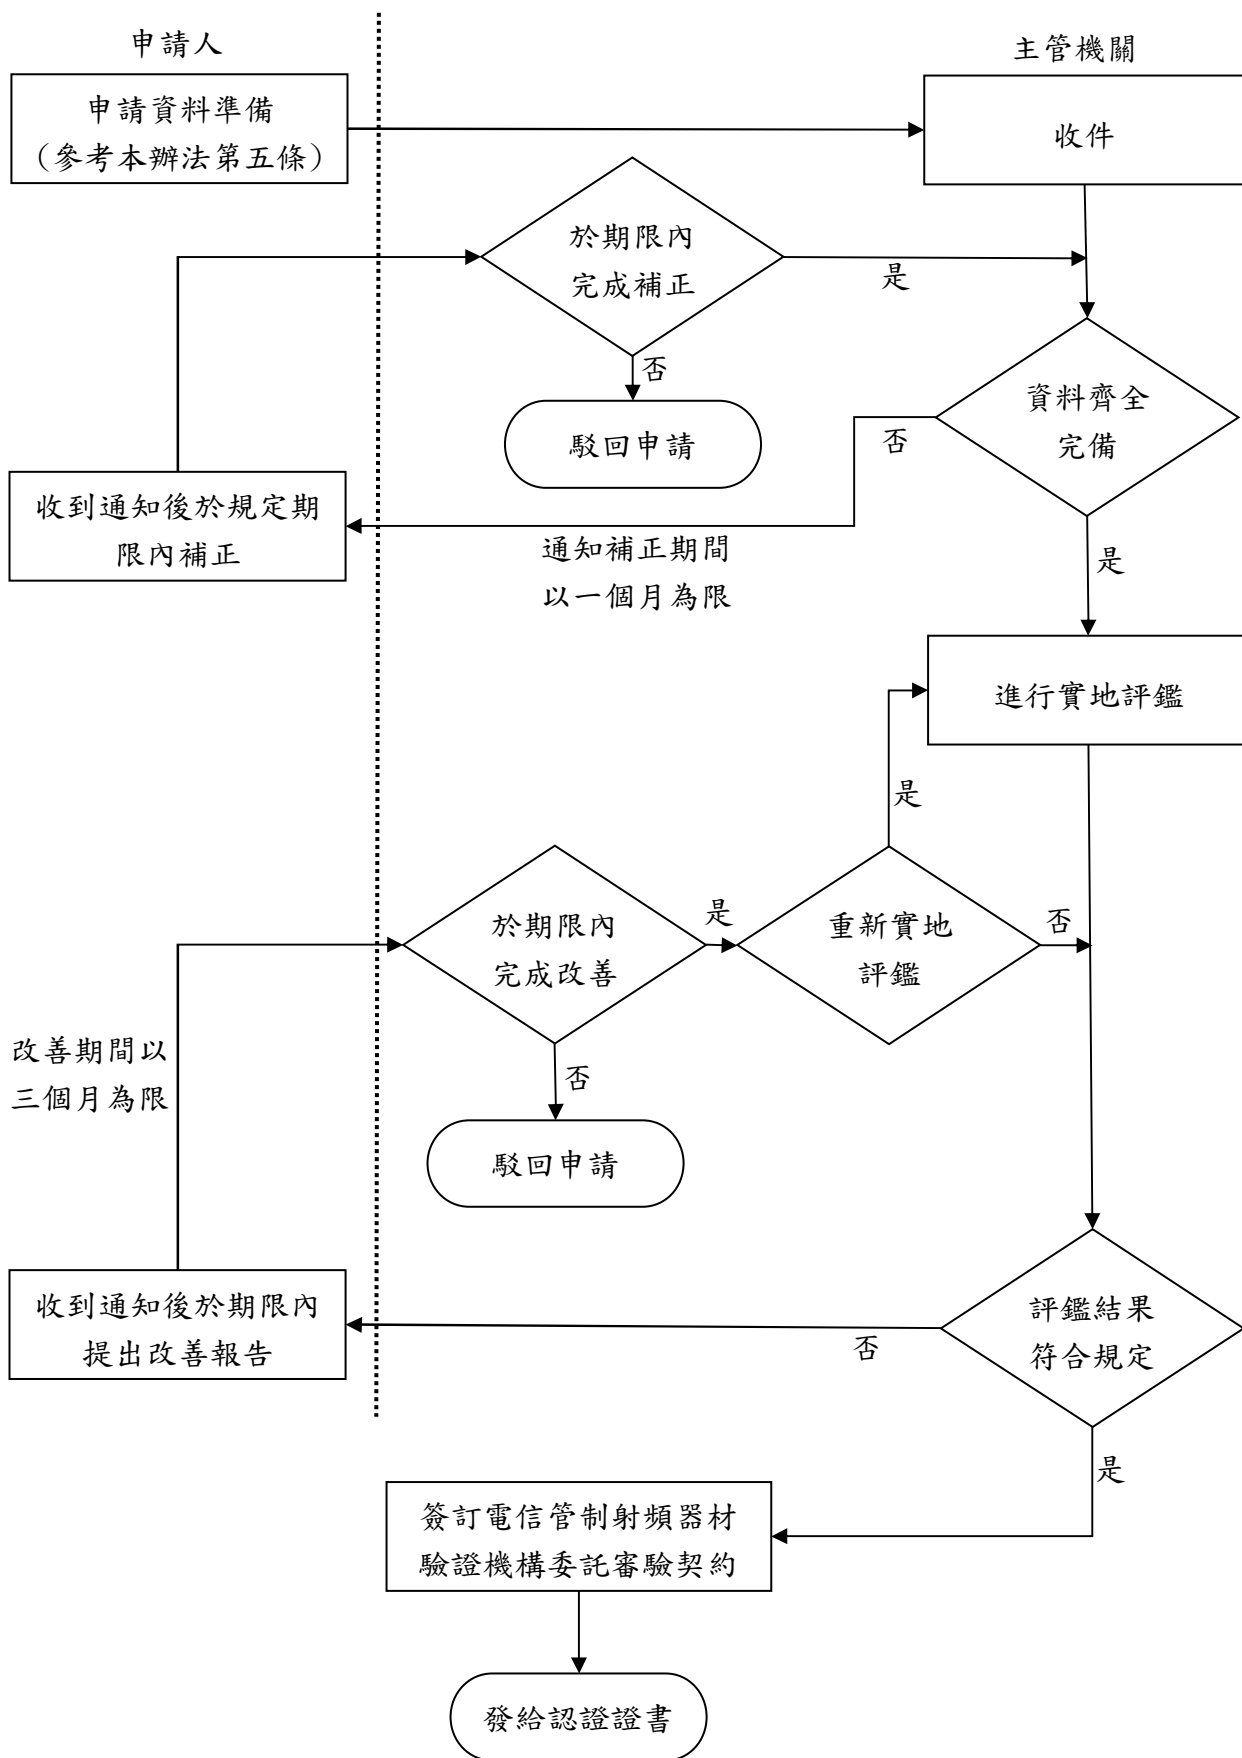 申請人
主管機關
申請資料準備
（參考本辦法第五條）
收件
於期限內
完成補正
是
否
駁回申請
資料齊全
完備
否
收到通知後於規定期
限內補正
通知補正期間
以一個月為限
是
進行實地評鑑
是
於期限內
完成改善
是
重新實地
評鑑
否
改善期間以
三個月為限
否
駁回申請
收到通知後於期限內
提出改善報告
否
評鑑結果
符合規定
是
簽訂電信管制射頻器材
驗證機構委託審驗契約
發給認證證書